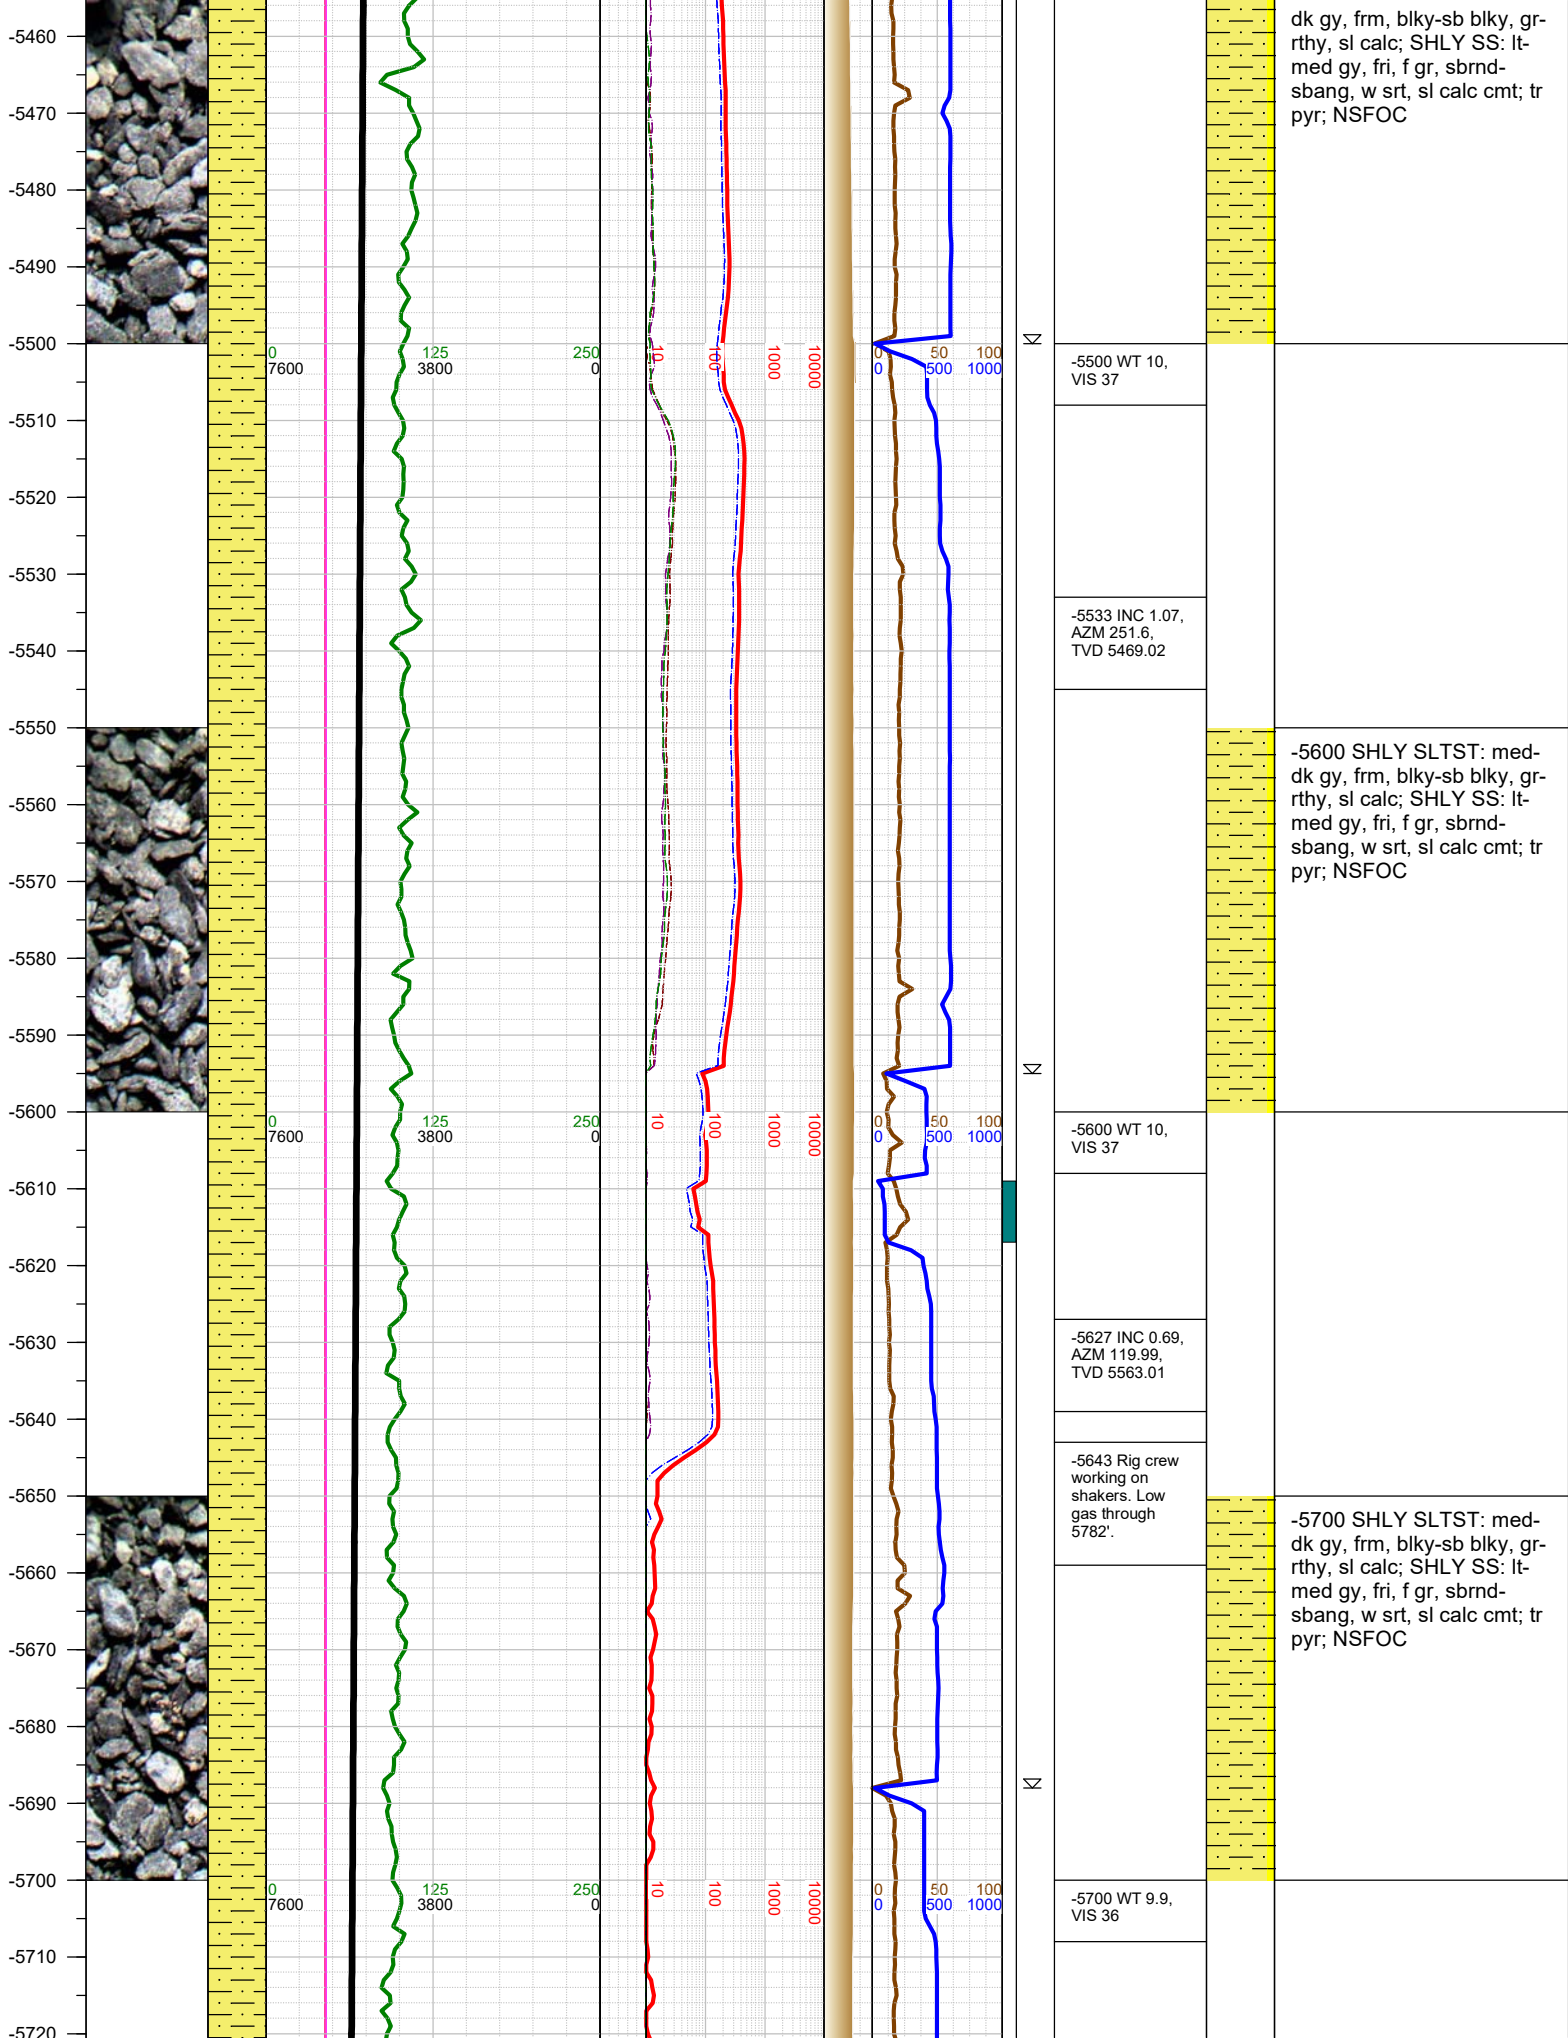 dk gy, frm, blky-sb blky, gr-
rthy, sl calc; SHLY SS: lt-
med gy, fri, f gr, sbrnd-
sbang, w srt, sl calc cmt; tr
pyr; NSFOC
-5460
-5470
-5480
-5490
-5500
0 125 250 10 100 1000 10000 0 50 100
7600 3800 0 0 500 1000
-5500 WT 10,
VIS 37
-5510
-5520
-5530
-5533 INC 1.07,
AZM 251.6,
TVD 5469.02
-5540
-5550
-5600 SHLY SLTST: med-
dk gy, frm, blky-sb blky, gr-
rthy, sl calc; SHLY SS: lt-
med gy, fri, f gr, sbrnd-
sbang, w srt, sl calc cmt; tr
pyr; NSFOC
-5560
-5570
-5580
-5590
-5600
0 125 250 10 100 1000 10000 0 50 100
7600 3800 0 0 500 1000
-5600 WT 10,
VIS 37
-5610
-5620
-5630
-5627 INC 0.69,
AZM 119.99,
TVD 5563.01
-5640
-5643 Rig crew
working on
shakers. Low
gas through
5782'.
-5650
-5700 SHLY SLTST: med-
dk gy, frm, blky-sb blky, gr-
rthy, sl calc; SHLY SS: lt-
med gy, fri, f gr, sbrnd-
sbang, w srt, sl calc cmt; tr
pyr; NSFOC
-5660
-5670
-5680
-5690
-5700
0 125 250 10 100 1000 10000 0 50 100
7600 3800 0 0 500 1000
-5700 WT 9.9,
VIS 36
-5710
-5720